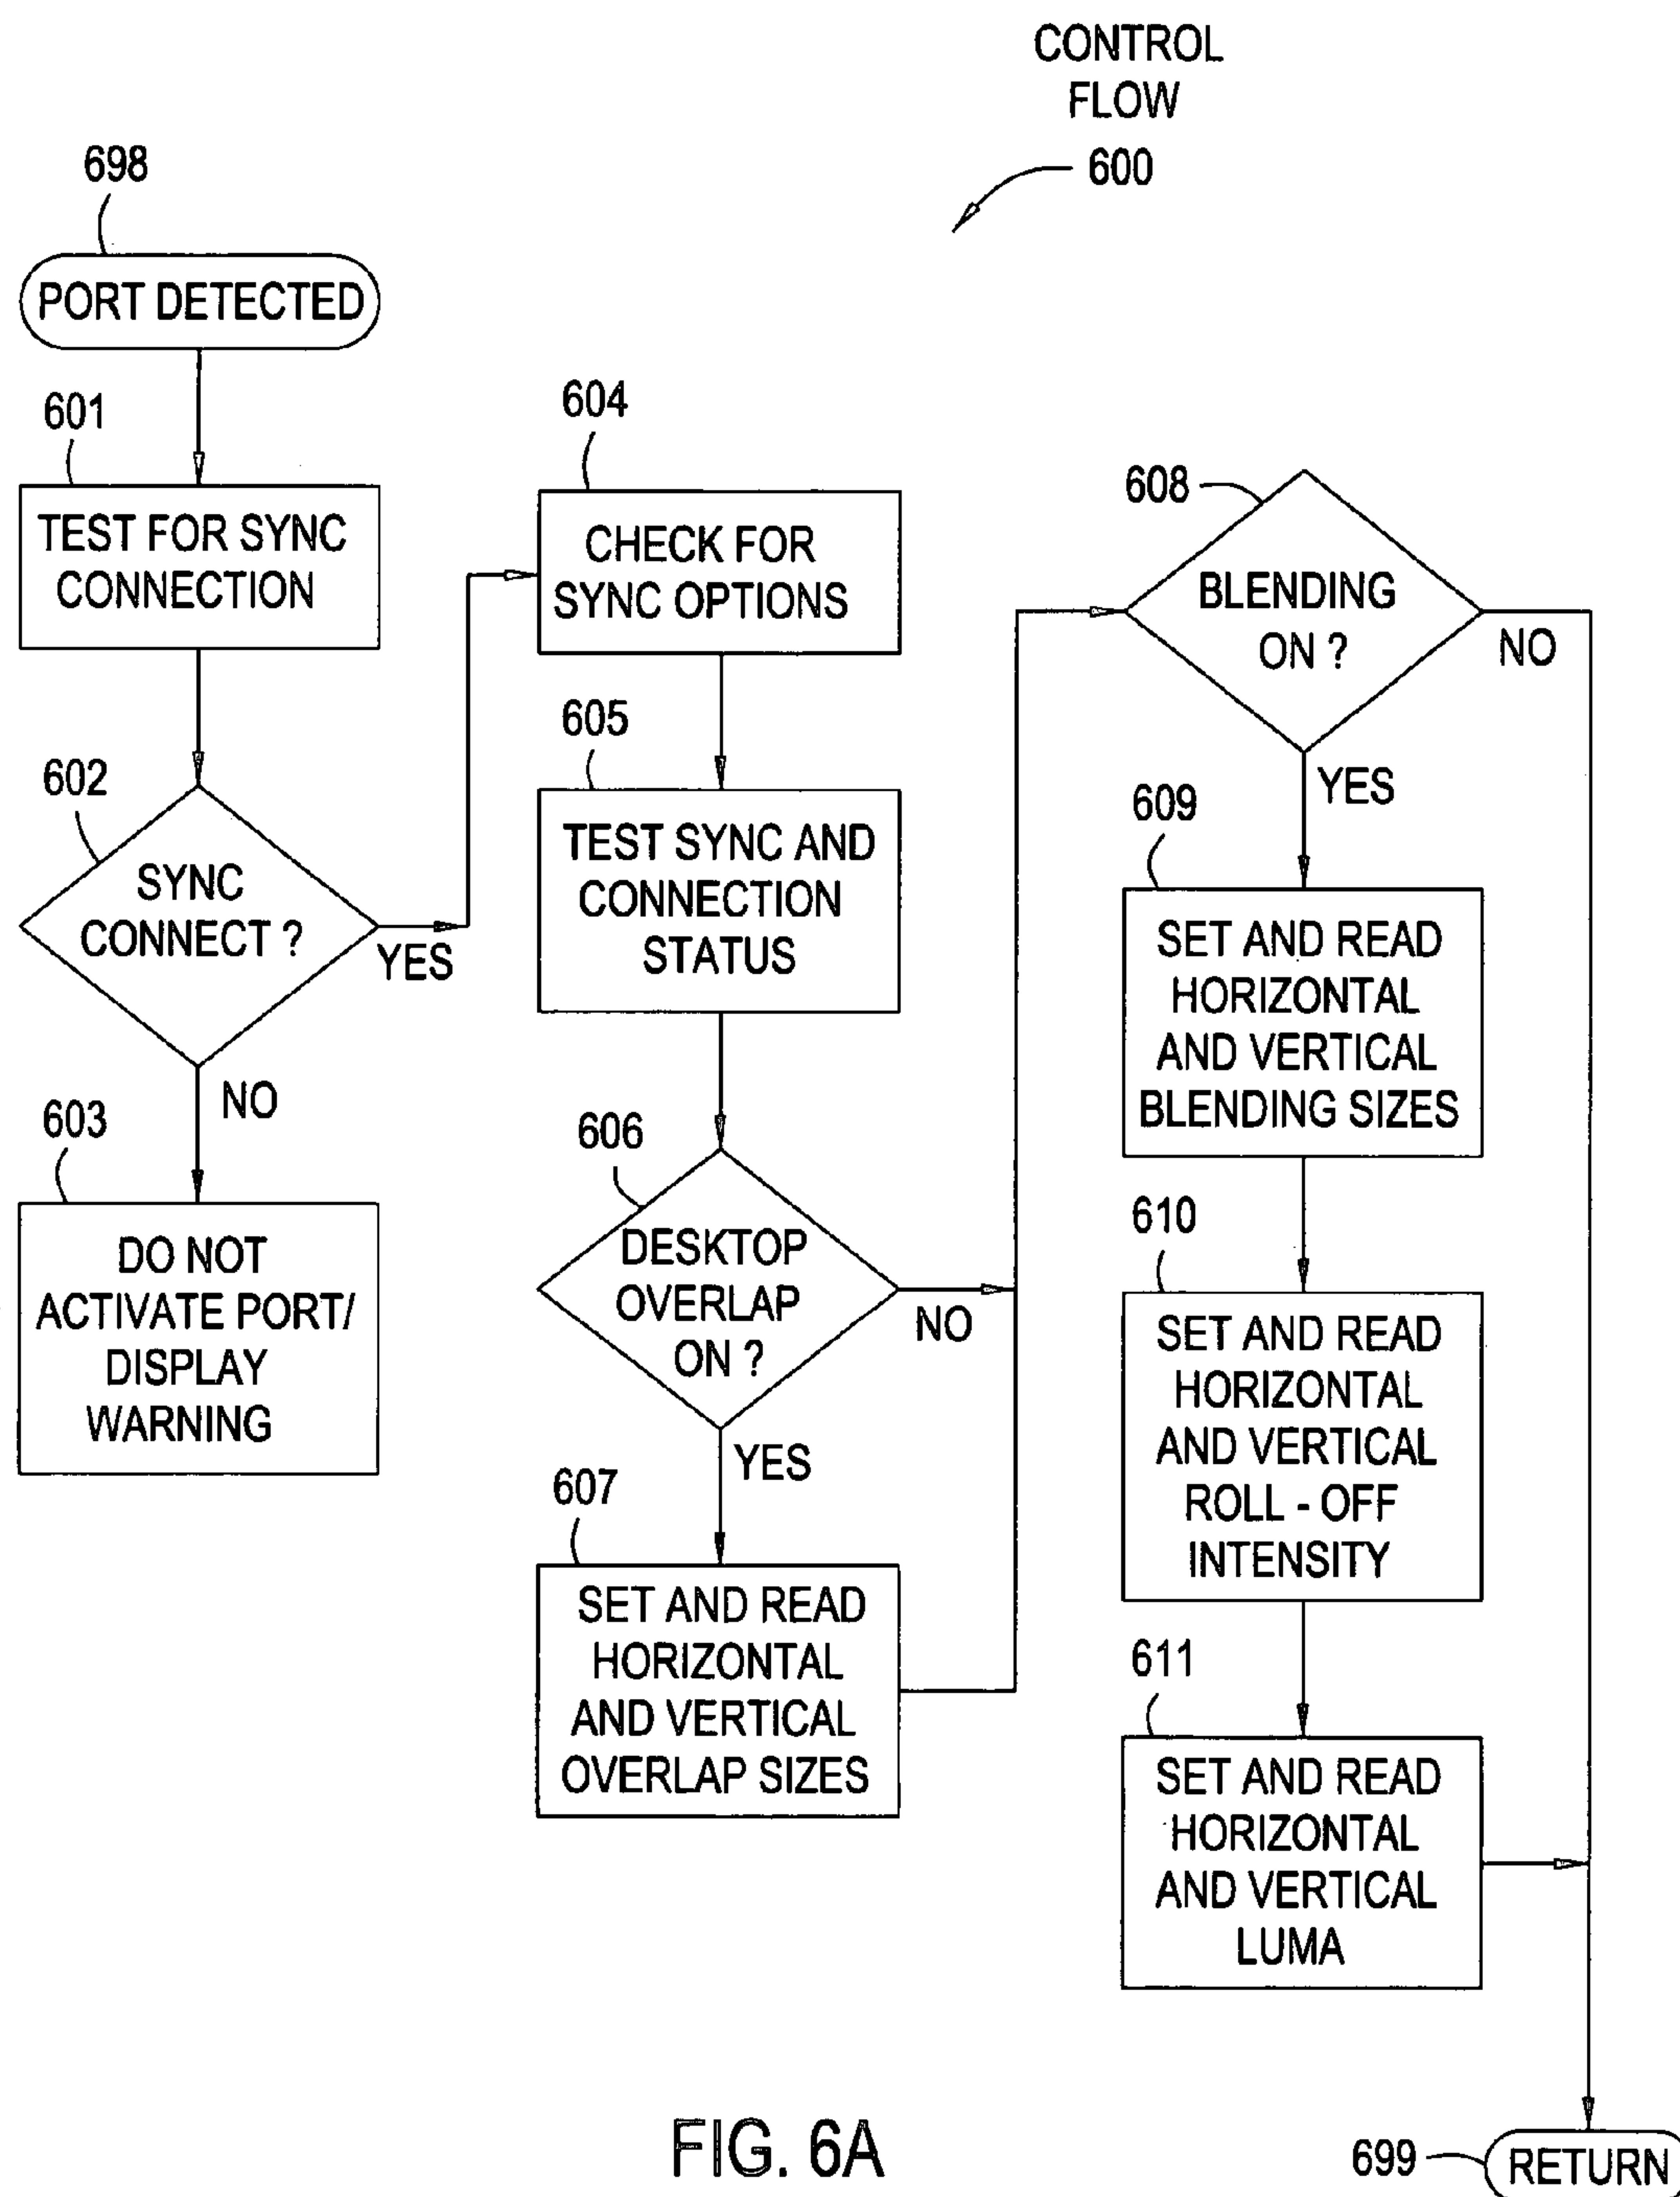 CONTROL
FLOW
600
698
PORT DETECTED
601
TEST FOR SYNC
CONNECTION
602
SYNC
CONNECT ?
YES
NO
603
DO NOT
ACTIVATE PORT/
DISPLAY
WARNING
604
CHECK FOR
SYNC OPTIONS
605
TEST SYNC AND
CONNECTION
STATUS
606
DESKTOP
OVERLAP
ON ?
NO
YES
607
SET AND READ
HORIZONTAL
AND VERTICAL
OVERLAP SIZES
608
BLENDING
ON ?
NO
YES
609
SET AND READ
HORIZONTAL
AND VERTICAL
BLENDING SIZES
610
SET AND READ
HORIZONTAL
AND VERTICAL
ROLL - OFF
INTENSITY
611
SET AND READ
HORIZONTAL
AND VERTICAL
LUMA
699
RETURN
FIG. 6A